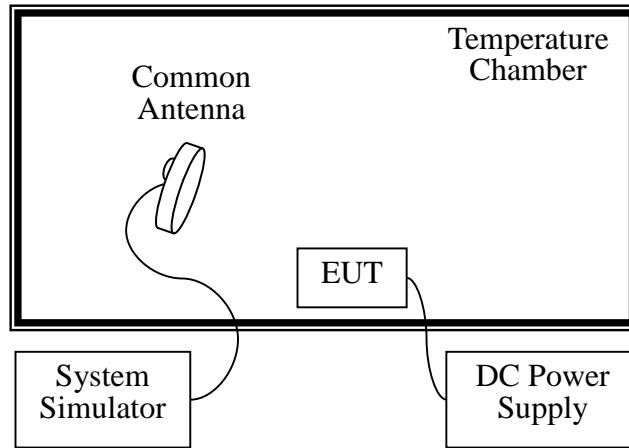 Temperature
Chamber
Common
Antenna
EUT
System
Simulator
DC Power
Supply